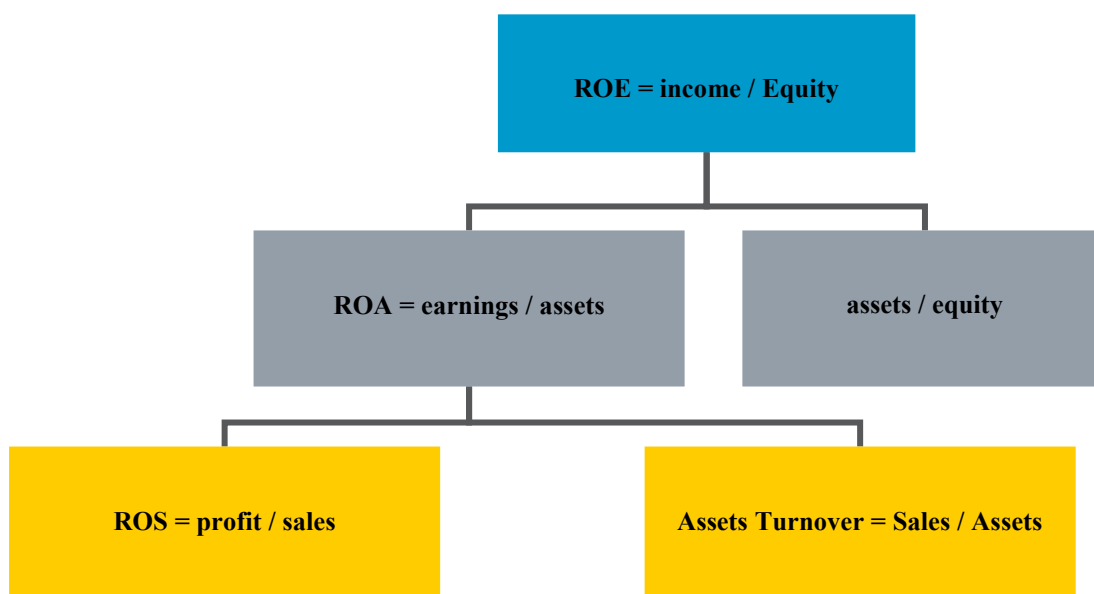 ROE = income / Equity
ROA = earnings / assets
assets / equity
ROS = profit / sales
Assets Turnover = Sales / Assets